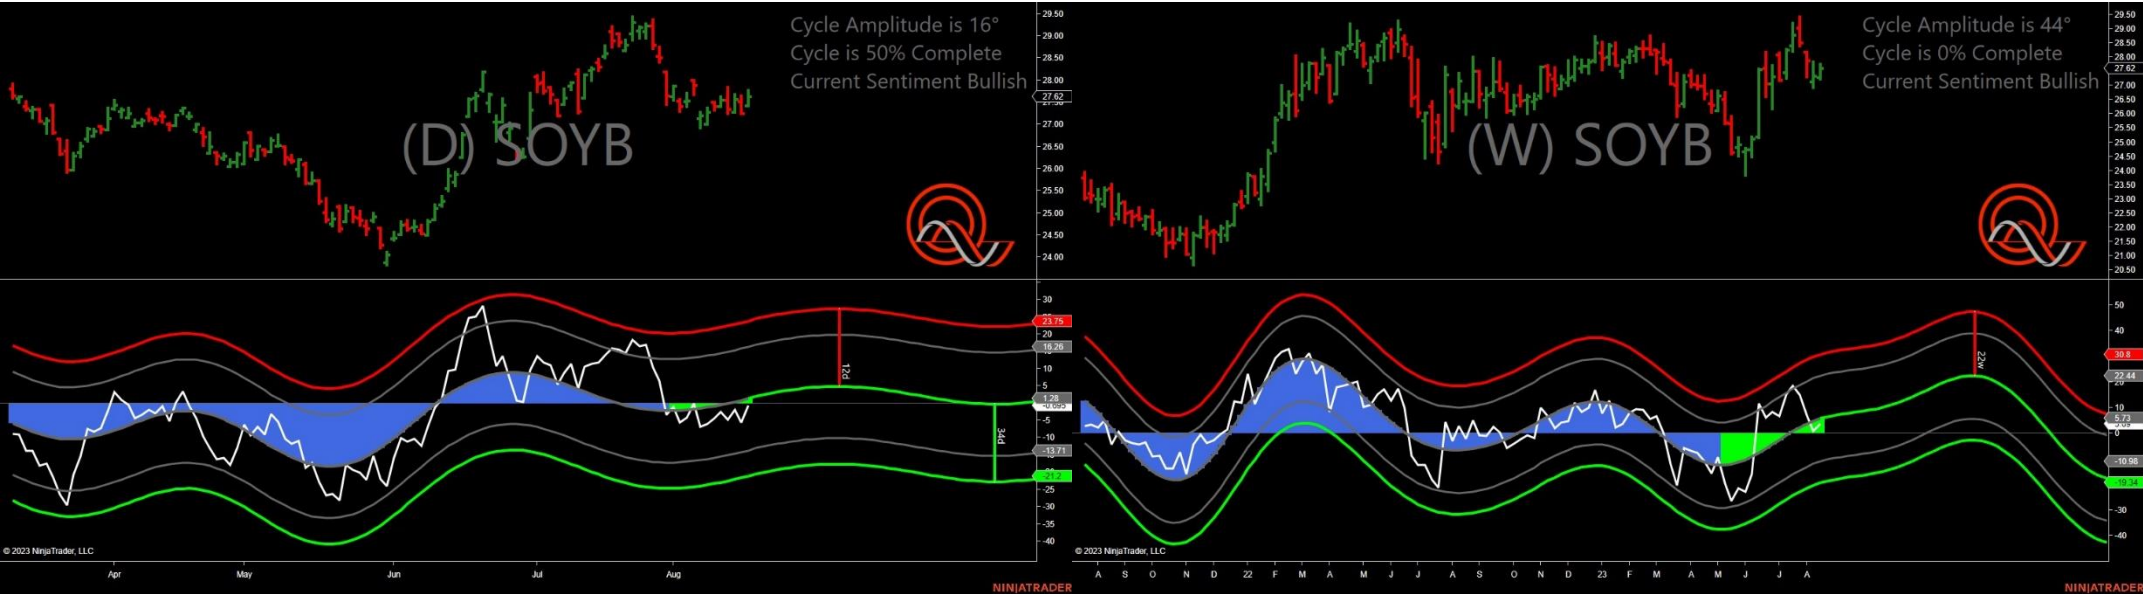 Cycle Amplitude is 16°
Cycle is 50% Complete
Current Sentiment Bullish
(D) SOYB
29.50
29.00
28.50
28.00
27.62
27.00
26.50
26.00
25.50
25.00
24.50
24.00
30
23.75
16.26
10
5
1.28
-0.695
-5
-10
-13.71
-21.2
-25
-30
-35
-40
12d
34d
© 2023 NinjaTrader, LLC
Apr
May
Jun
Jul
Aug
NINJATRADER
Cycle Amplitude is 44°
Cycle is 0% Complete
Current Sentiment Bullish
(W) SOYB
29.50
29.00
28.50
28.00
27.62
27.00
26.50
26.00
25.50
25.00
24.50
24.00
23.50
23.00
22.50
22.00
21.50
21.00
20.50
50
40
30.8
22.44
20
10
5.73
0
-10.98
-19.34
-30
-40
22w
© 2023 NinjaTrader, LLC
A S O N D 22 F M A M J J A S O N D 23 F M A M J J A
NINJATRADER